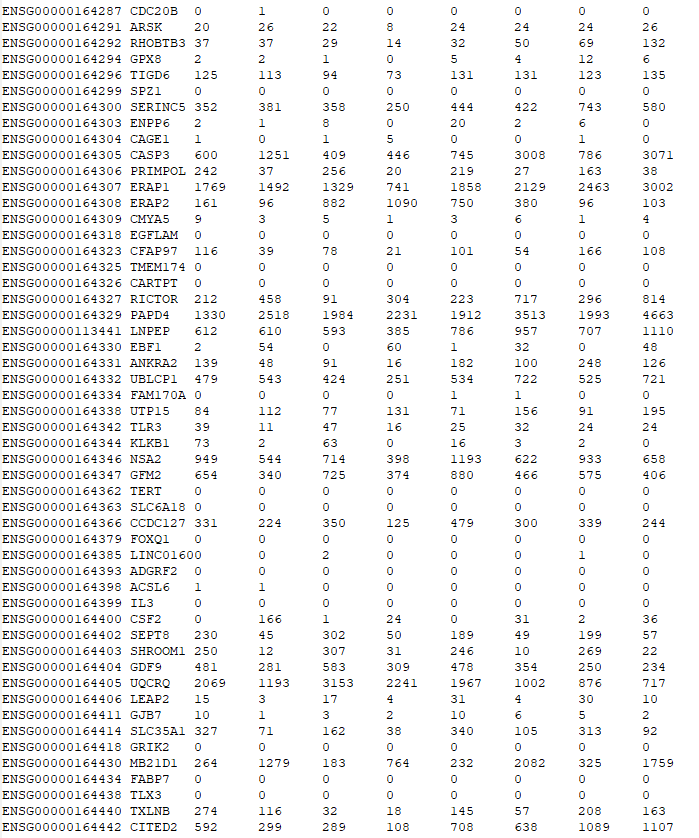 ENSG00000164287 CDC20B 0 1 0 0 0 0 0 0
ENSG00000164291 ARSK 20 26 22 8 24 24 24 26
ENSG00000164292 RHOBTB3 37 37 29 14 32 50 69 132
ENSG00000164294 GPX8 2 2 1 0 5 4 12 6
ENSG00000164296 TIGD6 125 113 94 73 131 131 123 135
ENSG00000164299 SPZ1 0 0 0 0 0 0 0 0
ENSG00000164300 SERINC5 352 381 358 250 444 422 743 580
ENSG00000164303 ENPP6 2 1 8 0 20 2 6 0
ENSG00000164304 CAGE1 1 0 1 5 0 0 1 0
ENSG00000164305 CASP3 600 1251 409 446 745 3008 786 3071
ENSG00000164306 PRIMPOL 242 37 256 20 219 27 163 38
ENSG00000164307 ERAP1 1769 1492 1329 741 1858 2129 2463 3002
ENSG00000164308 ERAP2 161 96 882 1090 750 380 96 103
ENSG00000164309 CMYA5 9 3 5 1 3 6 1 4
ENSG00000164318 EGFLAM 0 0 0 0 0 0 0 0
ENSG00000164323 CFAP97 116 39 78 21 101 54 166 108
ENSG00000164325 TMEM174 0 0 0 0 0 0 0 0
ENSG00000164326 CARTPT 0 0 0 0 0 0 0 0
ENSG00000164327 RICTOR 212 458 91 304 223 717 296 814
ENSG00000164329 PAPD4 1330 2518 1984 2231 1912 3513 1993 4663
ENSG00000113441 LNPEP 612 610 593 385 786 957 707 1110
ENSG00000164330 EBF1 2 54 0 60 1 32 0 48
ENSG00000164331 ANKRA2 139 48 91 16 182 100 248 126
ENSG00000164332 UBLCP1 479 543 424 251 534 722 525 721
ENSG00000164334 FAM170A 0 0 0 0 1 1 0 0
ENSG00000164338 UTP15 84 112 77 131 71 156 91 195
ENSG00000164342 TLR3 39 11 47 16 25 32 24 24
ENSG00000164344 KLKB1 73 2 63 0 16 3 2 0
ENSG00000164346 NSA2 949 544 714 398 1193 622 933 658
ENSG00000164347 GFM2 654 340 725 374 880 466 575 406
ENSG00000164362 TERT 0 0 0 0 0 0 0 0
ENSG00000164363 SLC6A18 0 0 0 0 0 0 0 0
ENSG00000164366 CCDC127 331 224 350 125 479 300 339 244
ENSG00000164379 FOXQ1 0 0 0 0 0 0 0 0
ENSG00000164385 LINC01600 0 2 0 0 0 1 0
ENSG00000164393 ADGRF2 0 0 0 0 0 0 0 0
ENSG00000164398 ACSL6 1 1 0 0 0 0 0 0
ENSG00000164399 IL3 0 0 0 0 0 0 0 0
ENSG00000164400 CSF2 0 166 1 24 0 31 2 36
ENSG00000164402 SEPT8 230 45 302 50 189 49 199 57
ENSG00000164403 SHROOM1 250 12 307 31 246 10 269 22
ENSG00000164404 GDF9 481 281 583 309 478 354 250 234
ENSG00000164405 UQCRQ 2069 1193 3153 2241 1967 1002 876 717
ENSG00000164406 LEAP2 15 3 17 4 31 4 30 10
ENSG00000164411 GJB7 10 1 3 2 10 6 5 2
ENSG00000164414 SLC35A1 327 71 162 38 340 105 313 92
ENSG00000164418 GRIK2 0 0 0 0 0 0 0 0
ENSG00000164430 MB21D1 264 1279 183 764 232 2082 325 1759
ENSG00000164434 FABP7 0 0 0 0 0 0 0 0
ENSG00000164438 TLX3 0 0 0 0 0 0 0 0
ENSG00000164440 TXLNB 274 116 32 18 145 57 208 163
ENSG00000164442 CITED2 592 299 289 108 708 638 1089 1107